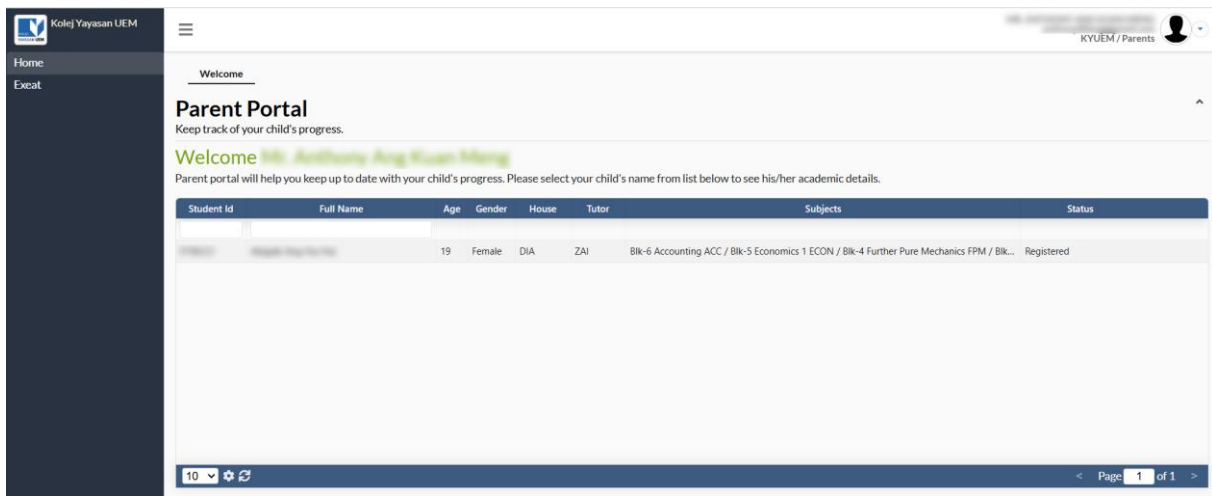 Kolej Yayasan UEM
KYUEM / Parents
Home
Exeat
Welcome
Parent Portal
Keep track of your child's progress.
Welcome
Parent portal will help you keep up to date with your child's progress. Please select your child's name from list below to see his/her academic details.
Student Id Full Name Age Gender House Tutor Subjects Status
19 Female DIA ZAI Blk-6 Accounting ACC / Blk-5 Economics 1 ECON / Blk-4 Further Pure Mechanics FPM / Blk... Registered
10 < Page 1 of 1 >